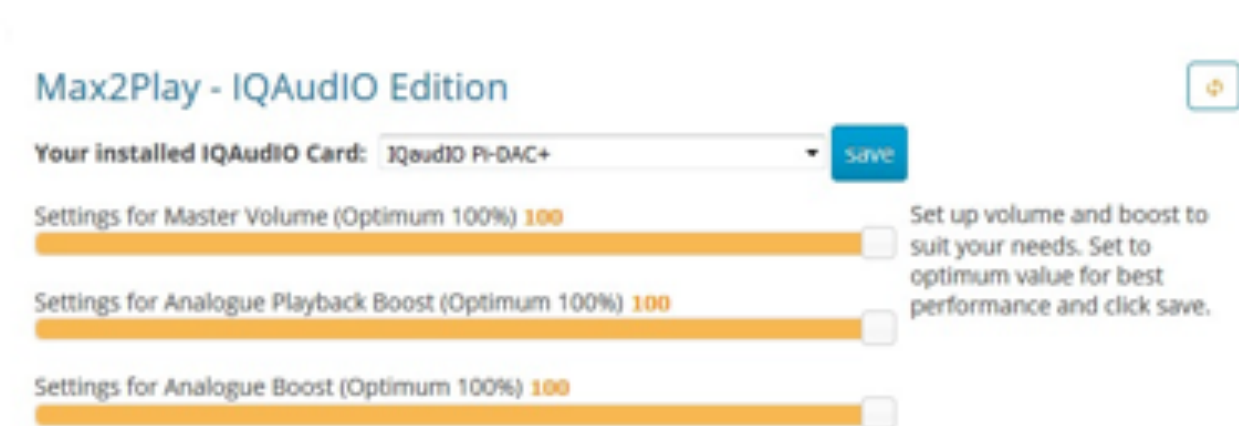 Max2Play - IQAudIO Edition
Your installed IQAudIO Card: IQaudIO Pi-DAC+ save
Settings for Master Volume (Optimum 100%) 100
Set up volume and boost to
suit your needs. Set to
optimum value for best
performance and click save.
Settings for Analogue Playback Boost (Optimum 100%) 100
Settings for Analogue Boost (Optimum 100%) 100